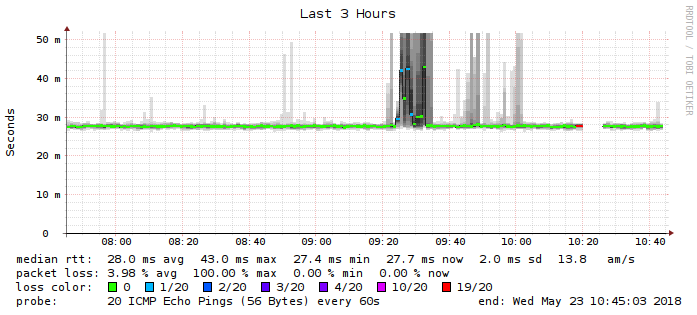 Last 3 Hours
RRDTOOL / TOBI OETIKER
Seconds
50 m
40 m
30 m
20 m
10 m
0
08:00 08:20 08:40 09:00 09:20 09:40 10:00 10:20 10:40
median rtt: 28.0 ms avg 43.0 ms max 27.4 ms min 27.7 ms now 2.0 ms sd 13.8 am/s
packet loss: 3.98 % avg 100.00 % max 0.00 % min 0.00 % now
loss color: 0 1/20 2/20 3/20 4/20 10/20 19/20
probe: 20 ICMP Echo Pings (56 Bytes) every 60s end: Wed May 23 10:45:03 2018